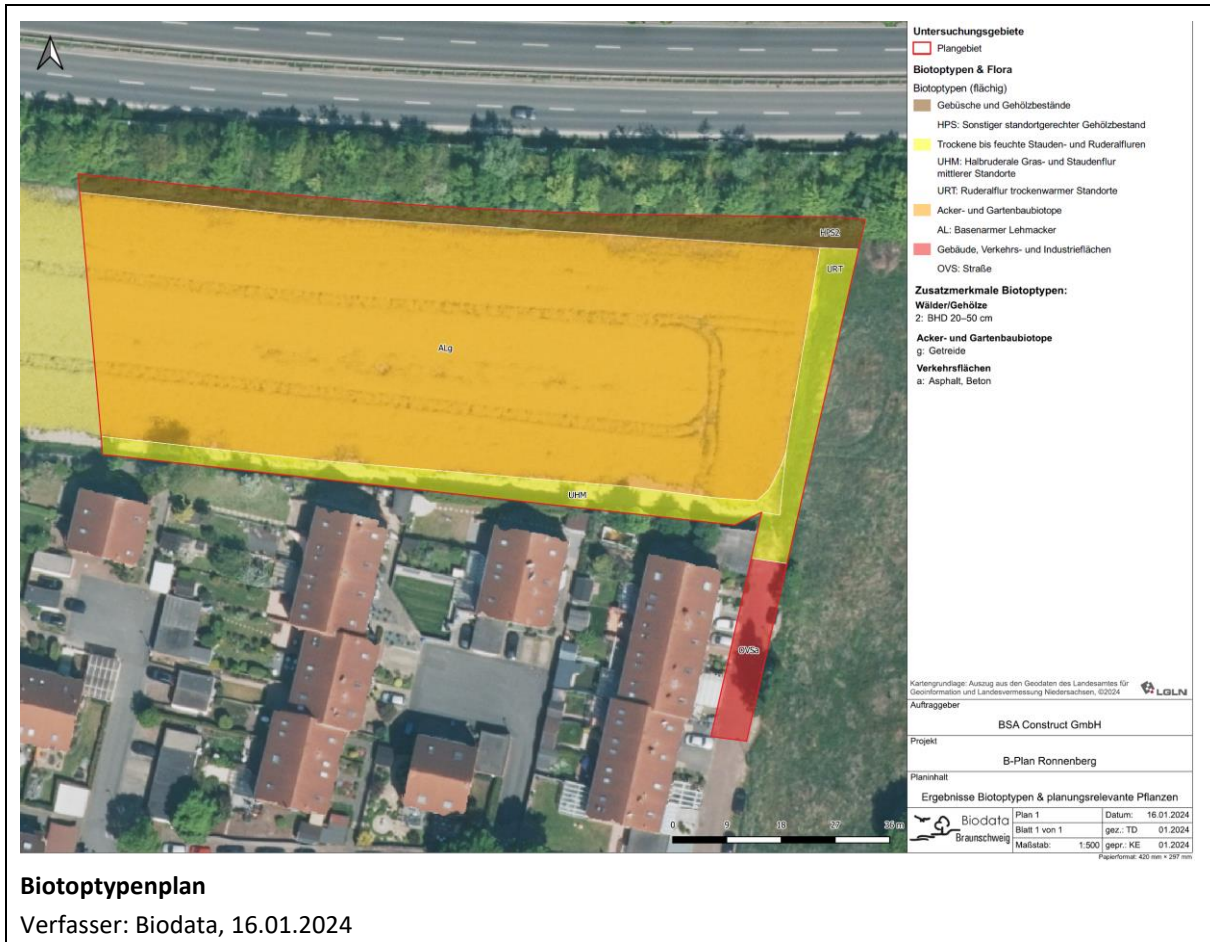 HPS2
URT
ALg
UHM
OVSa
0 9 18 27 36 m
Untersuchungsgebiete
Plangebiet
Biotoptypen & Flora
Biotoptypen (flächig)
Gebüsche und Gehölzbestände
HPS: Sonstiger standortgerechter Gehölzbestand
Trockene bis feuchte Stauden- und Ruderalfluren
UHM: Halbruderale Gras- und Staudenflur
mittlerer Standorte
URT: Ruderalflur trockenwarmer Standorte
Acker- und Gartenbaubiotope
AL: Basenarmer Lehmacker
Gebäude, Verkehrs- und Industrieflächen
OVS: Straße
Zusatzmerkmale Biotoptypen:
Wälder/Gehölze
2: BHD 20–50 cm
Acker- und Gartenbaubiotope
g: Getreide
Verkehrsflächen
a: Asphalt, Beton
Kartengrundlage: Auszug aus den Geodaten des Landesamtes für
Geoinformation und Landesvermessung Niedersachsen, ©2024
LGLN
Auftraggeber
BSA Construct GmbH
Projekt
B-Plan Ronnenberg
Planinhalt
Ergebnisse Biotoptypen & planungsrelevante Pflanzen
Biodata
Braunschweig
Plan 1 Datum: 16.01.2024
Blatt 1 von 1 gez.: TD 01.2024
Maßstab: 1:500 gepr.: KE 01.2024
Papierformat: 420 mm × 297 mm
Biotoptypenplan
Verfasser: Biodata, 16.01.2024